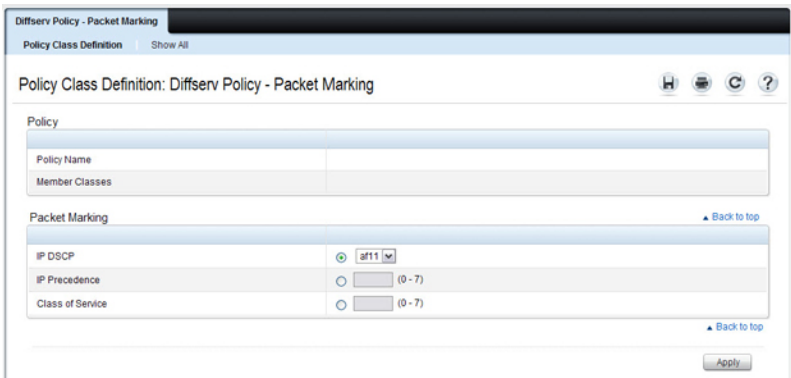 Diffserv Policy - Packet Marking
Policy Class Definition Show All
Policy Class Definition: Diffserv Policy - Packet Marking
?
Policy
Policy Name
Member Classes
Packet Marking ▲ Back to top
IP DSCP af11
IP Precedence (0 - 7)
Class of Service (0 - 7)
▲ Back to top
Apply